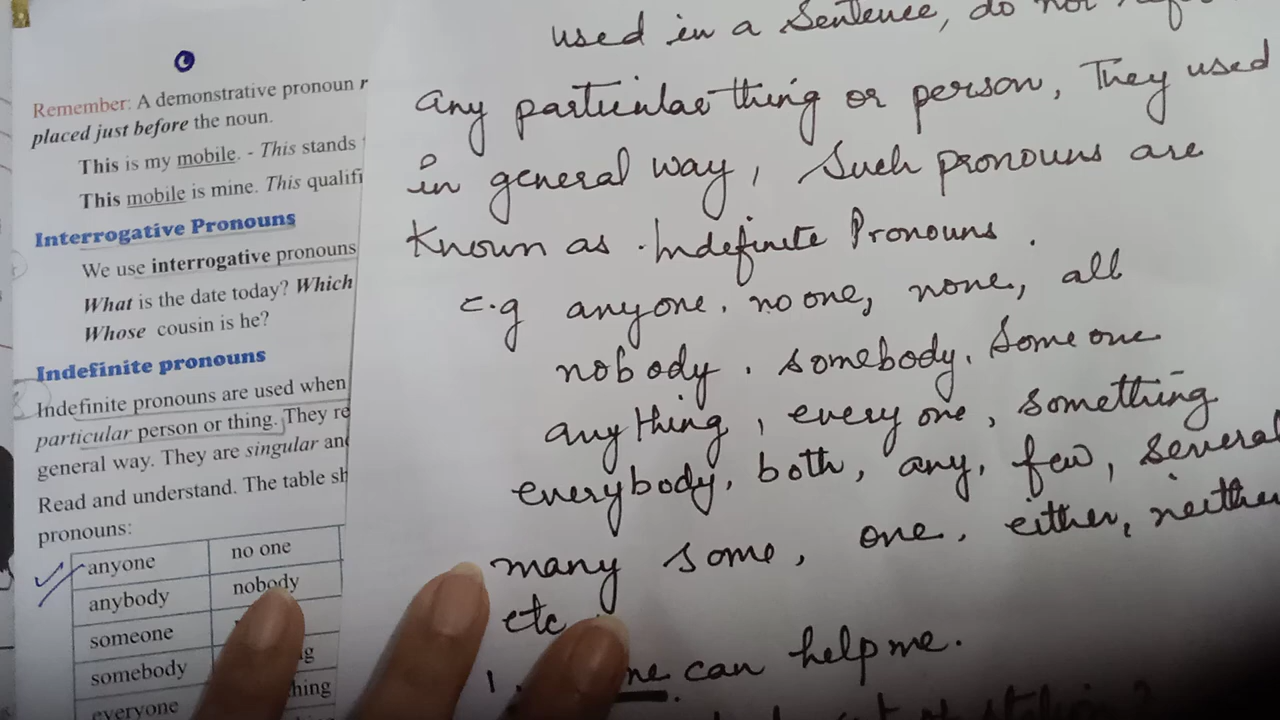 Remember: A demonstrative pronoun
placed just before the noun.
This is my mobile. - This stands
This mobile is mine. This qualifi
Interrogative Pronouns
We use interrogative pronouns
What is the date today? Which
Whose cousin is he?
Indefinite pronouns
Indefinite pronouns are used when
particular person or thing. They re
general way. They are singular an
Read and understand. The table sh
pronouns:
anyone no one
anybody nobody
someone
somebody
everyone
used in a Sentence, do not
any particular thing or person, They used
in general way, Such pronouns are
Known as Indefinite Pronouns.
e.g anyone, no one, none, all
nobody, somebody, Some one
anything, every one, something
everybody, both, any, few, several
many some, one, either, neither
etc
1. ne can help me.